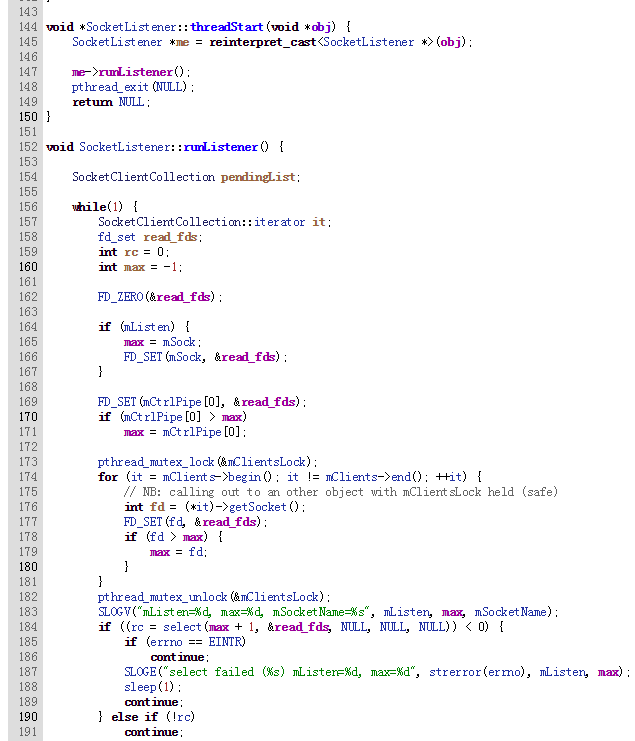 143
144 void *SocketListener::threadStart(void *obj) {
145     SocketListener *me = reinterpret_cast<SocketListener *>(obj);
146
147     me->runListener();
148     pthread_exit(NULL);
149     return NULL;
150 }
151
152 void SocketListener::runListener() {
153
154     SocketClientCollection pendingList;
155
156     while(1) {
157         SocketClientCollection::iterator it;
158         fd_set read_fds;
159         int rc = 0;
160         int max = -1;
161
162         FD_ZERO(&read_fds);
163
164         if (mListen) {
165             max = mSock;
166             FD_SET(mSock, &read_fds);
167         }
168
169         FD_SET(mCtrlPipe[0], &read_fds);
170         if (mCtrlPipe[0] > max)
171             max = mCtrlPipe[0];
172
173         pthread_mutex_lock(&mClientsLock);
174         for (it = mClients->begin(); it != mClients->end(); ++it) {
175             // NB: calling out to an other object with mClientsLock held (safe)
176             int fd = (*it)->getSocket();
177             FD_SET(fd, &read_fds);
178             if (fd > max) {
179                 max = fd;
180             }
181         }
182         pthread_mutex_unlock(&mClientsLock);
183         SLOGV("mListen=%d, max=%d, mSocketName=%s", mListen, max, mSocketName);
184         if ((rc = select(max + 1, &read_fds, NULL, NULL, NULL)) < 0) {
185             if (errno == EINTR)
186                 continue;
187             SLOGE("select failed (%s) mListen=%d, max=%d", strerror(errno), mListen, max);
188             sleep(1);
189             continue;
190         } else if (!rc)
191             continue;